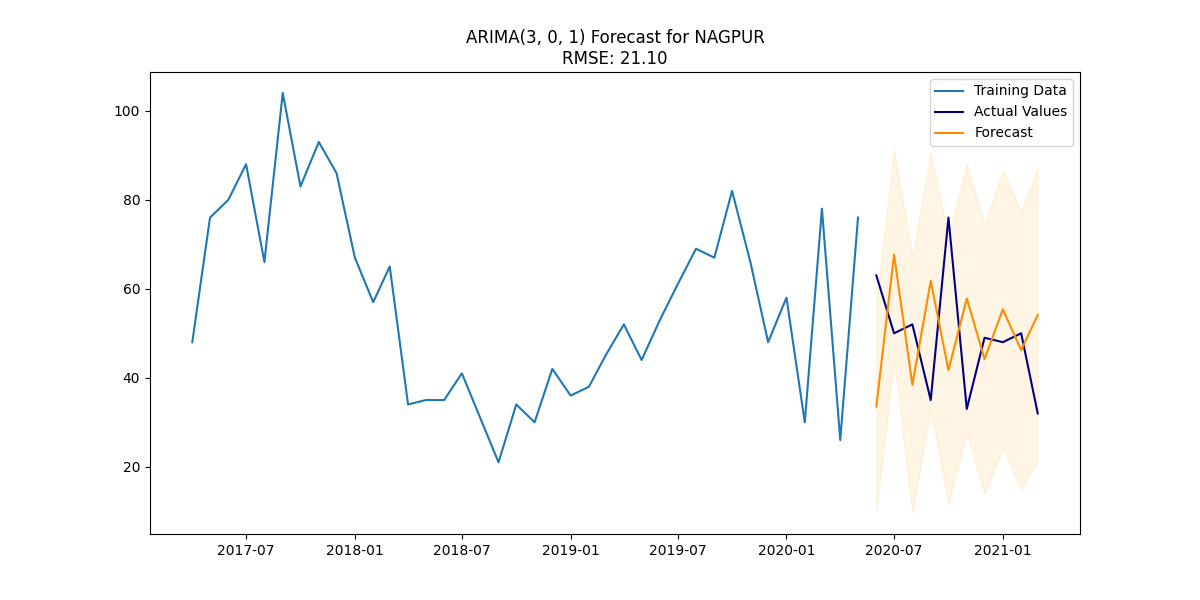 ARIMA(3, 0, 1) Forecast for NAGPUR
RMSE: 21.10
Training Data
Actual Values
Forecast
100
80
60
40
20
2017-07 2018-01 2018-07 2019-01 2019-07 2020-01 2020-07 2021-01